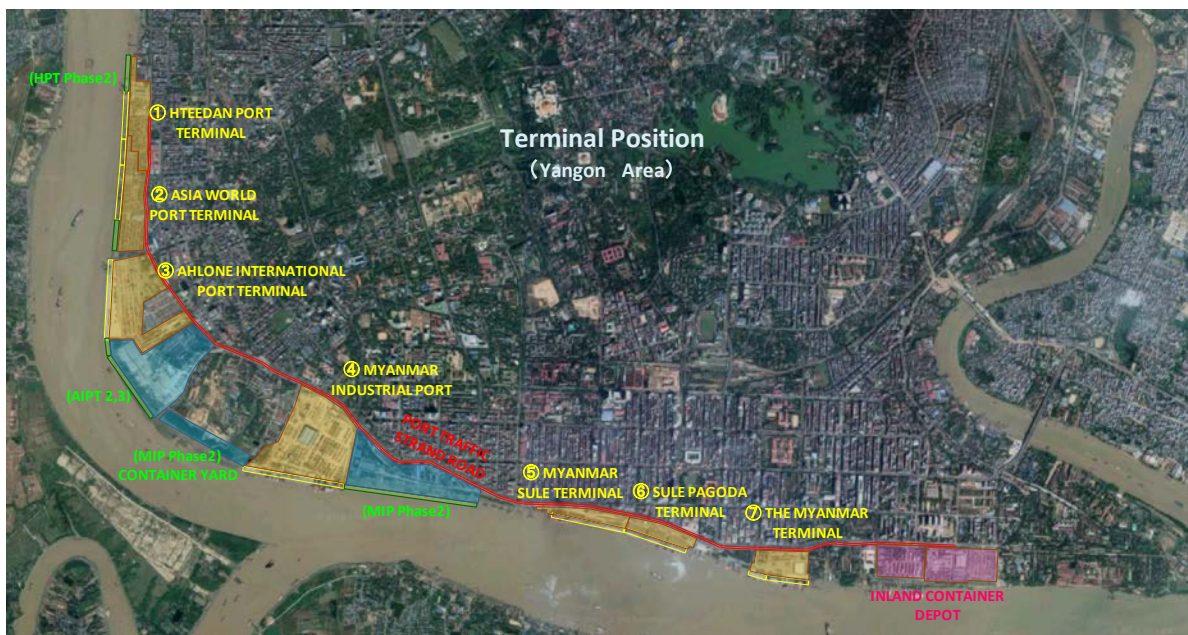 (HPT Phase2)
① HTEEDAN PORT
TERMINAL
Terminal Position
（Yangon Area）
② ASIA WORLD
PORT TERMINAL
③ AHLONE INTERNATIONAL
PORT TERMINAL
④ MYANMAR
INDUSTRIAL PORT
(AIPT 2,3)
PORT TRAFFIC
STRAND ROAD
(MIP Phase2)
CONTAINER YARD
(MIP Phase2)
⑤ MYANMAR
SULE TERMINAL
⑥ SULE PAGODA
TERMINAL
⑦ THE MYANMAR
TERMINAL
INLAND CONTAINER
DEPOT